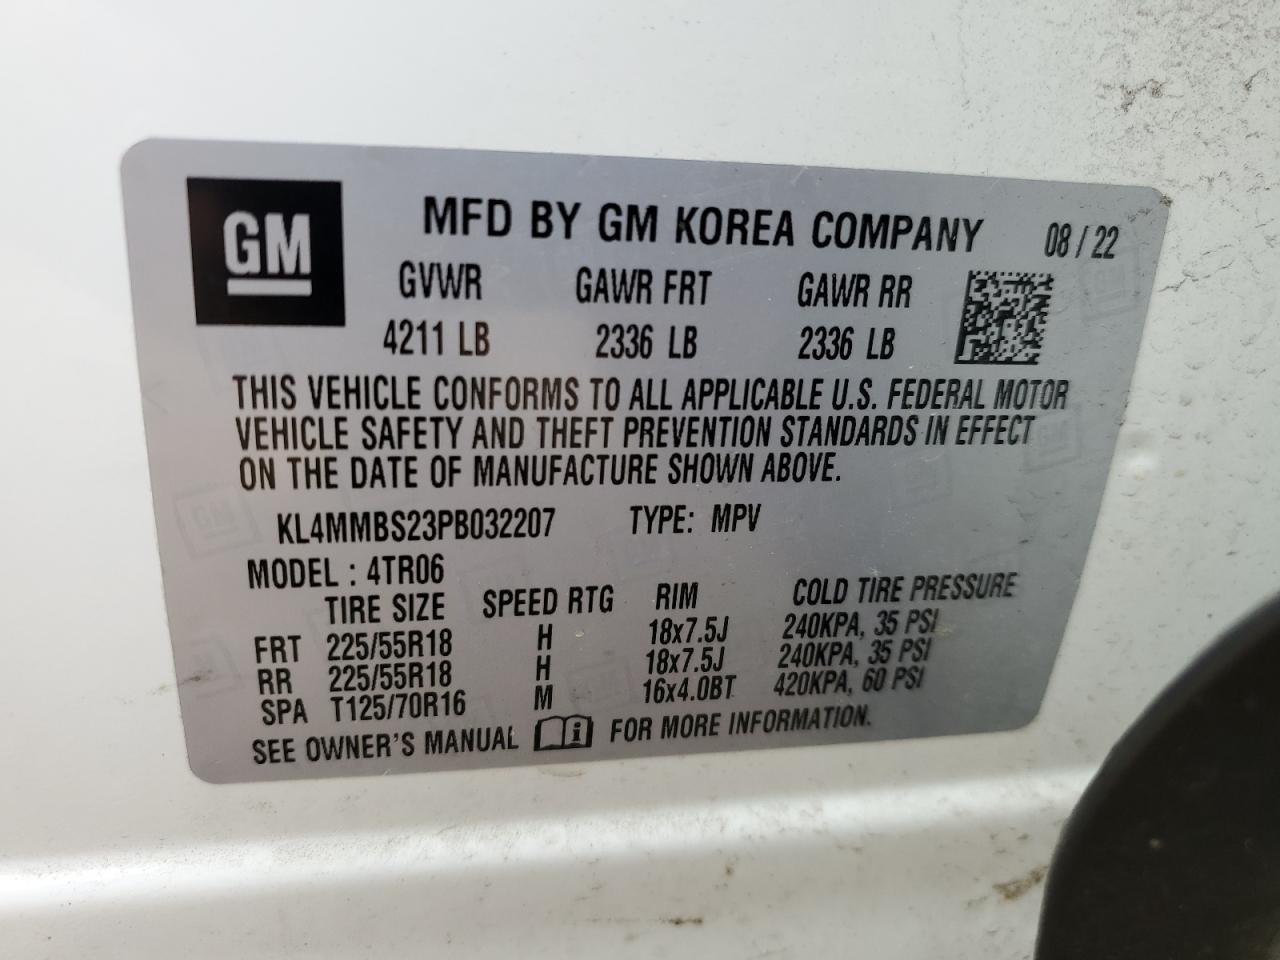 GM
MFD BY GM KOREA COMPANY 08/22
GVWR GAWR FRT GAWR RR
4211 LB 2336 LB 2336 LB
THIS VEHICLE CONFORMS TO ALL APPLICABLE U.S. FEDERAL MOTOR
VEHICLE SAFETY AND THEFT PREVENTION STANDARDS IN EFFECT
ON THE DATE OF MANUFACTURE SHOWN ABOVE.
KL4MMBS23PB032207 TYPE: MPV
MODEL : 4TR06
TIRE SIZE SPEED RTG RIM COLD TIRE PRESSURE
FRT 225/55R18 H 18x7.5J 240KPA, 35 PSI
RR 225/55R18 H 18x7.5J 240KPA, 35 PSI
SPA T125/70R16 M 16x4.0BT 420KPA, 60 PSI
SEE OWNER'S MANUAL i FOR MORE INFORMATION.